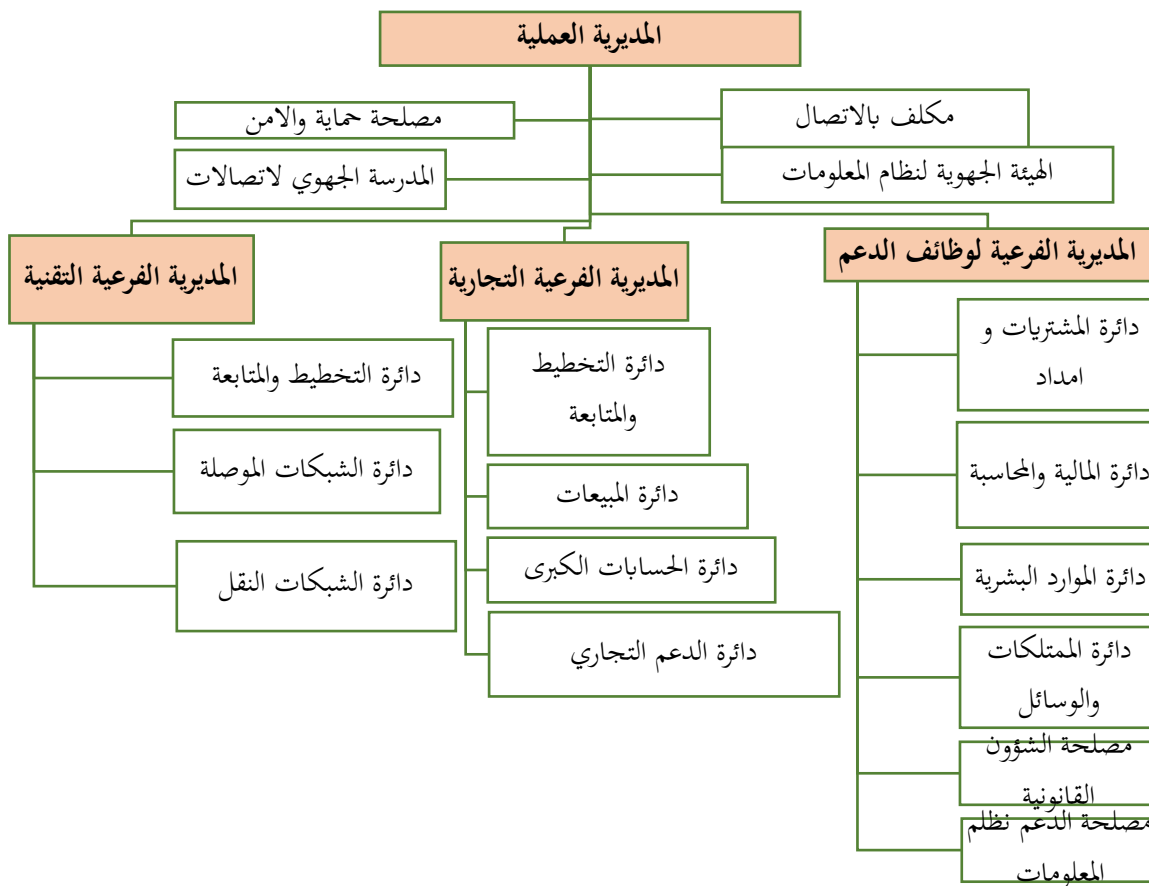 المديرية العملية
مكلف بالاتصال
مصلحة حماية والامن
الهيئة الجهوية لنظام المعلومات
المدرسة الجهوي لاتصالات
المديرية الفرعية لوظائف الدعم
دائرة المشتريات و
امداد
دائرة المالية والمحاسبة
دائرة الموارد البشرية
دائرة الممتلكات
والوسائل
مصلحة الشؤون
القانونية
مصلحة الدعم نظلم
المعلومات
المديرية الفرعية التجارية
دائرة التخطيط
والمتابعة
دائرة المبيعات
دائرة الحسابات الكبرى
دائرة الدعم التجاري
المديرية الفرعية التقنية
دائرة التخطيط والمتابعة
دائرة الشبكات الموصلة
دائرة الشبكات النقل